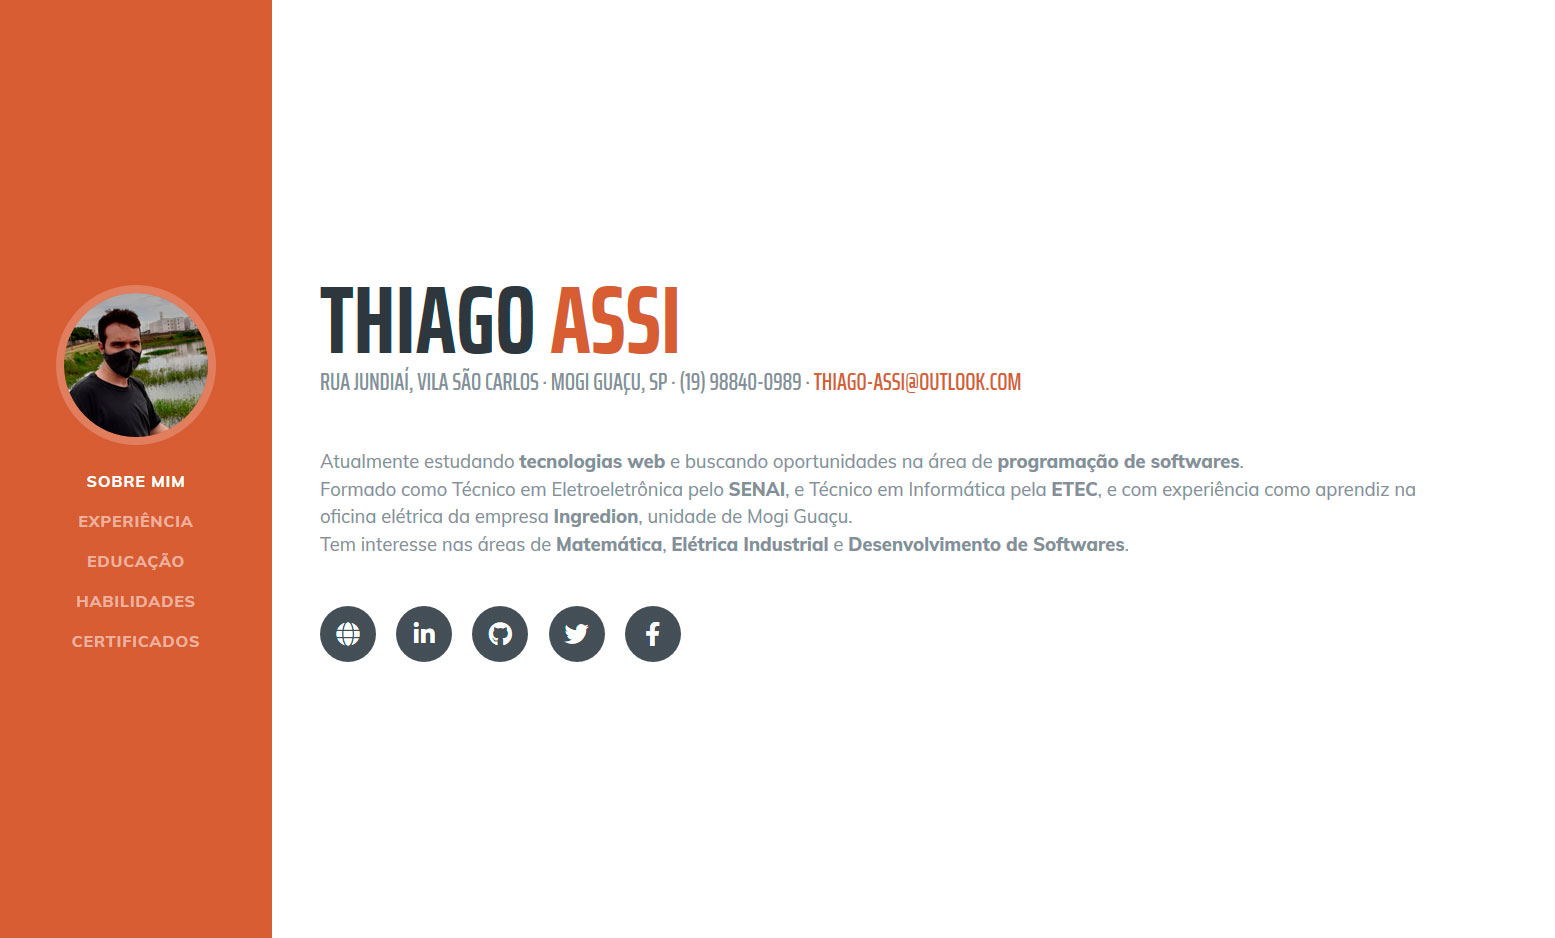 SOBRE MIM
EXPERIÊNCIA
EDUCAÇÃO
HABILIDADES
CERTIFICADOS
THIAGO ASSI
RUA JUNDIAÍ, VILA SÃO CARLOS · MOGI GUAÇU, SP · (19) 98840-0989 · THIAGO-ASSI@OUTLOOK.COM
Atualmente estudando tecnologias web e buscando oportunidades na área de programação de softwares.
Formado como Técnico em Eletroeletrônica pelo SENAI, e Técnico em Informática pela ETEC, e com experiência como aprendiz na
oficina elétrica da empresa Ingredion, unidade de Mogi Guaçu.
Tem interesse nas áreas de Matemática, Elétrica Industrial e Desenvolvimento de Softwares.